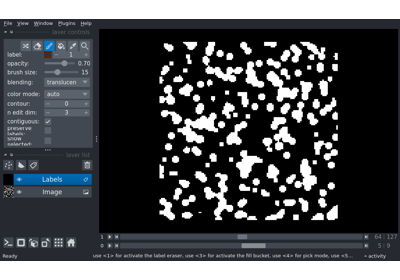 File View Window Plugins Help
layer controls
label: 1
opacity: 0.70
brush size: 15
blending: translucen
color mode: auto
contour: 0
n edit dim: 3
contiguous:
preserve
labels:
show
selected:
layer list
Labels
Image
1 64 127
0 5 9
Ready
use <1> for activate the label eraser, use <3> for activate the fill bucket, use <4> for pick mode, use <5...
activity